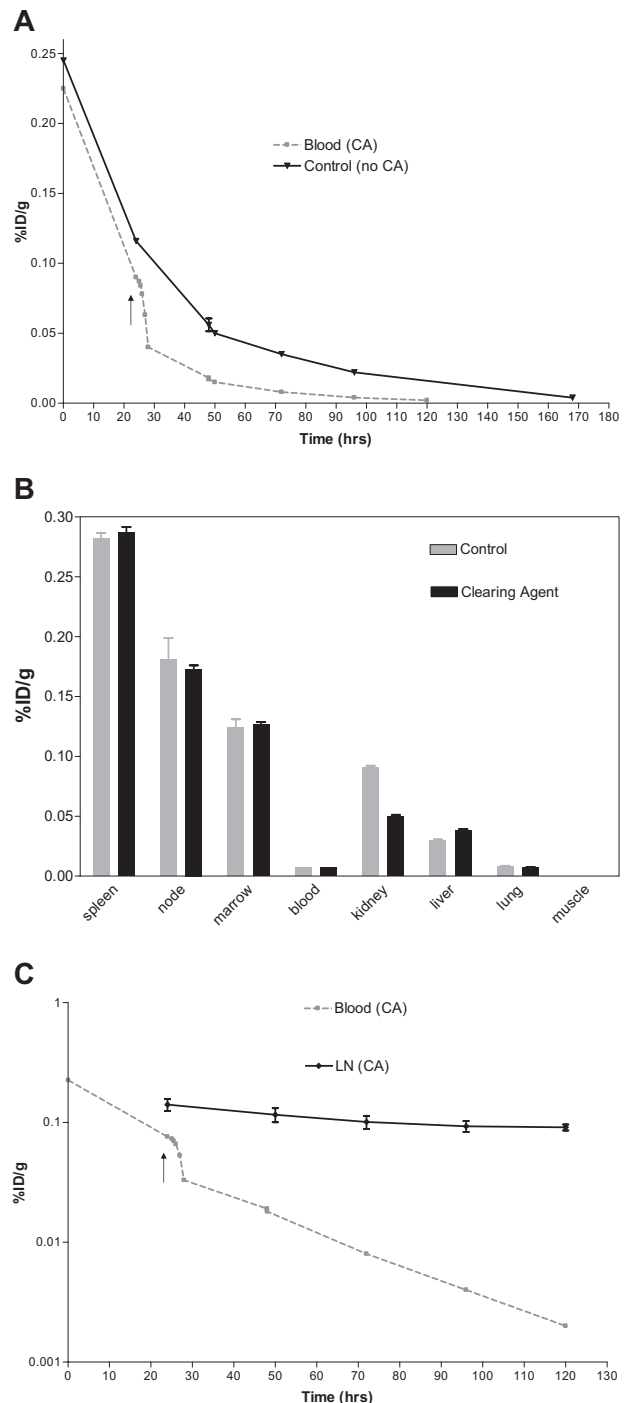 A
0.25
0.20
0.15
0.10
0.05
0.00
%ID/g
Blood (CA)
Control (no CA)
0 10 20 30 40 50 60 70 80 90 100 110 120 130 140 150 160 170 180
Time (hrs)
B
0.30
0.25
0.20
0.15
0.10
0.05
0.00
%ID/g
Control
Clearing Agent
spleen node marrow blood kidney liver lung muscle
C
1
0.1
0.01
0.001
%ID/g
Blood (CA)
LN (CA)
0 10 20 30 40 50 60 70 80 90 100 110 120 130
Time (hrs)